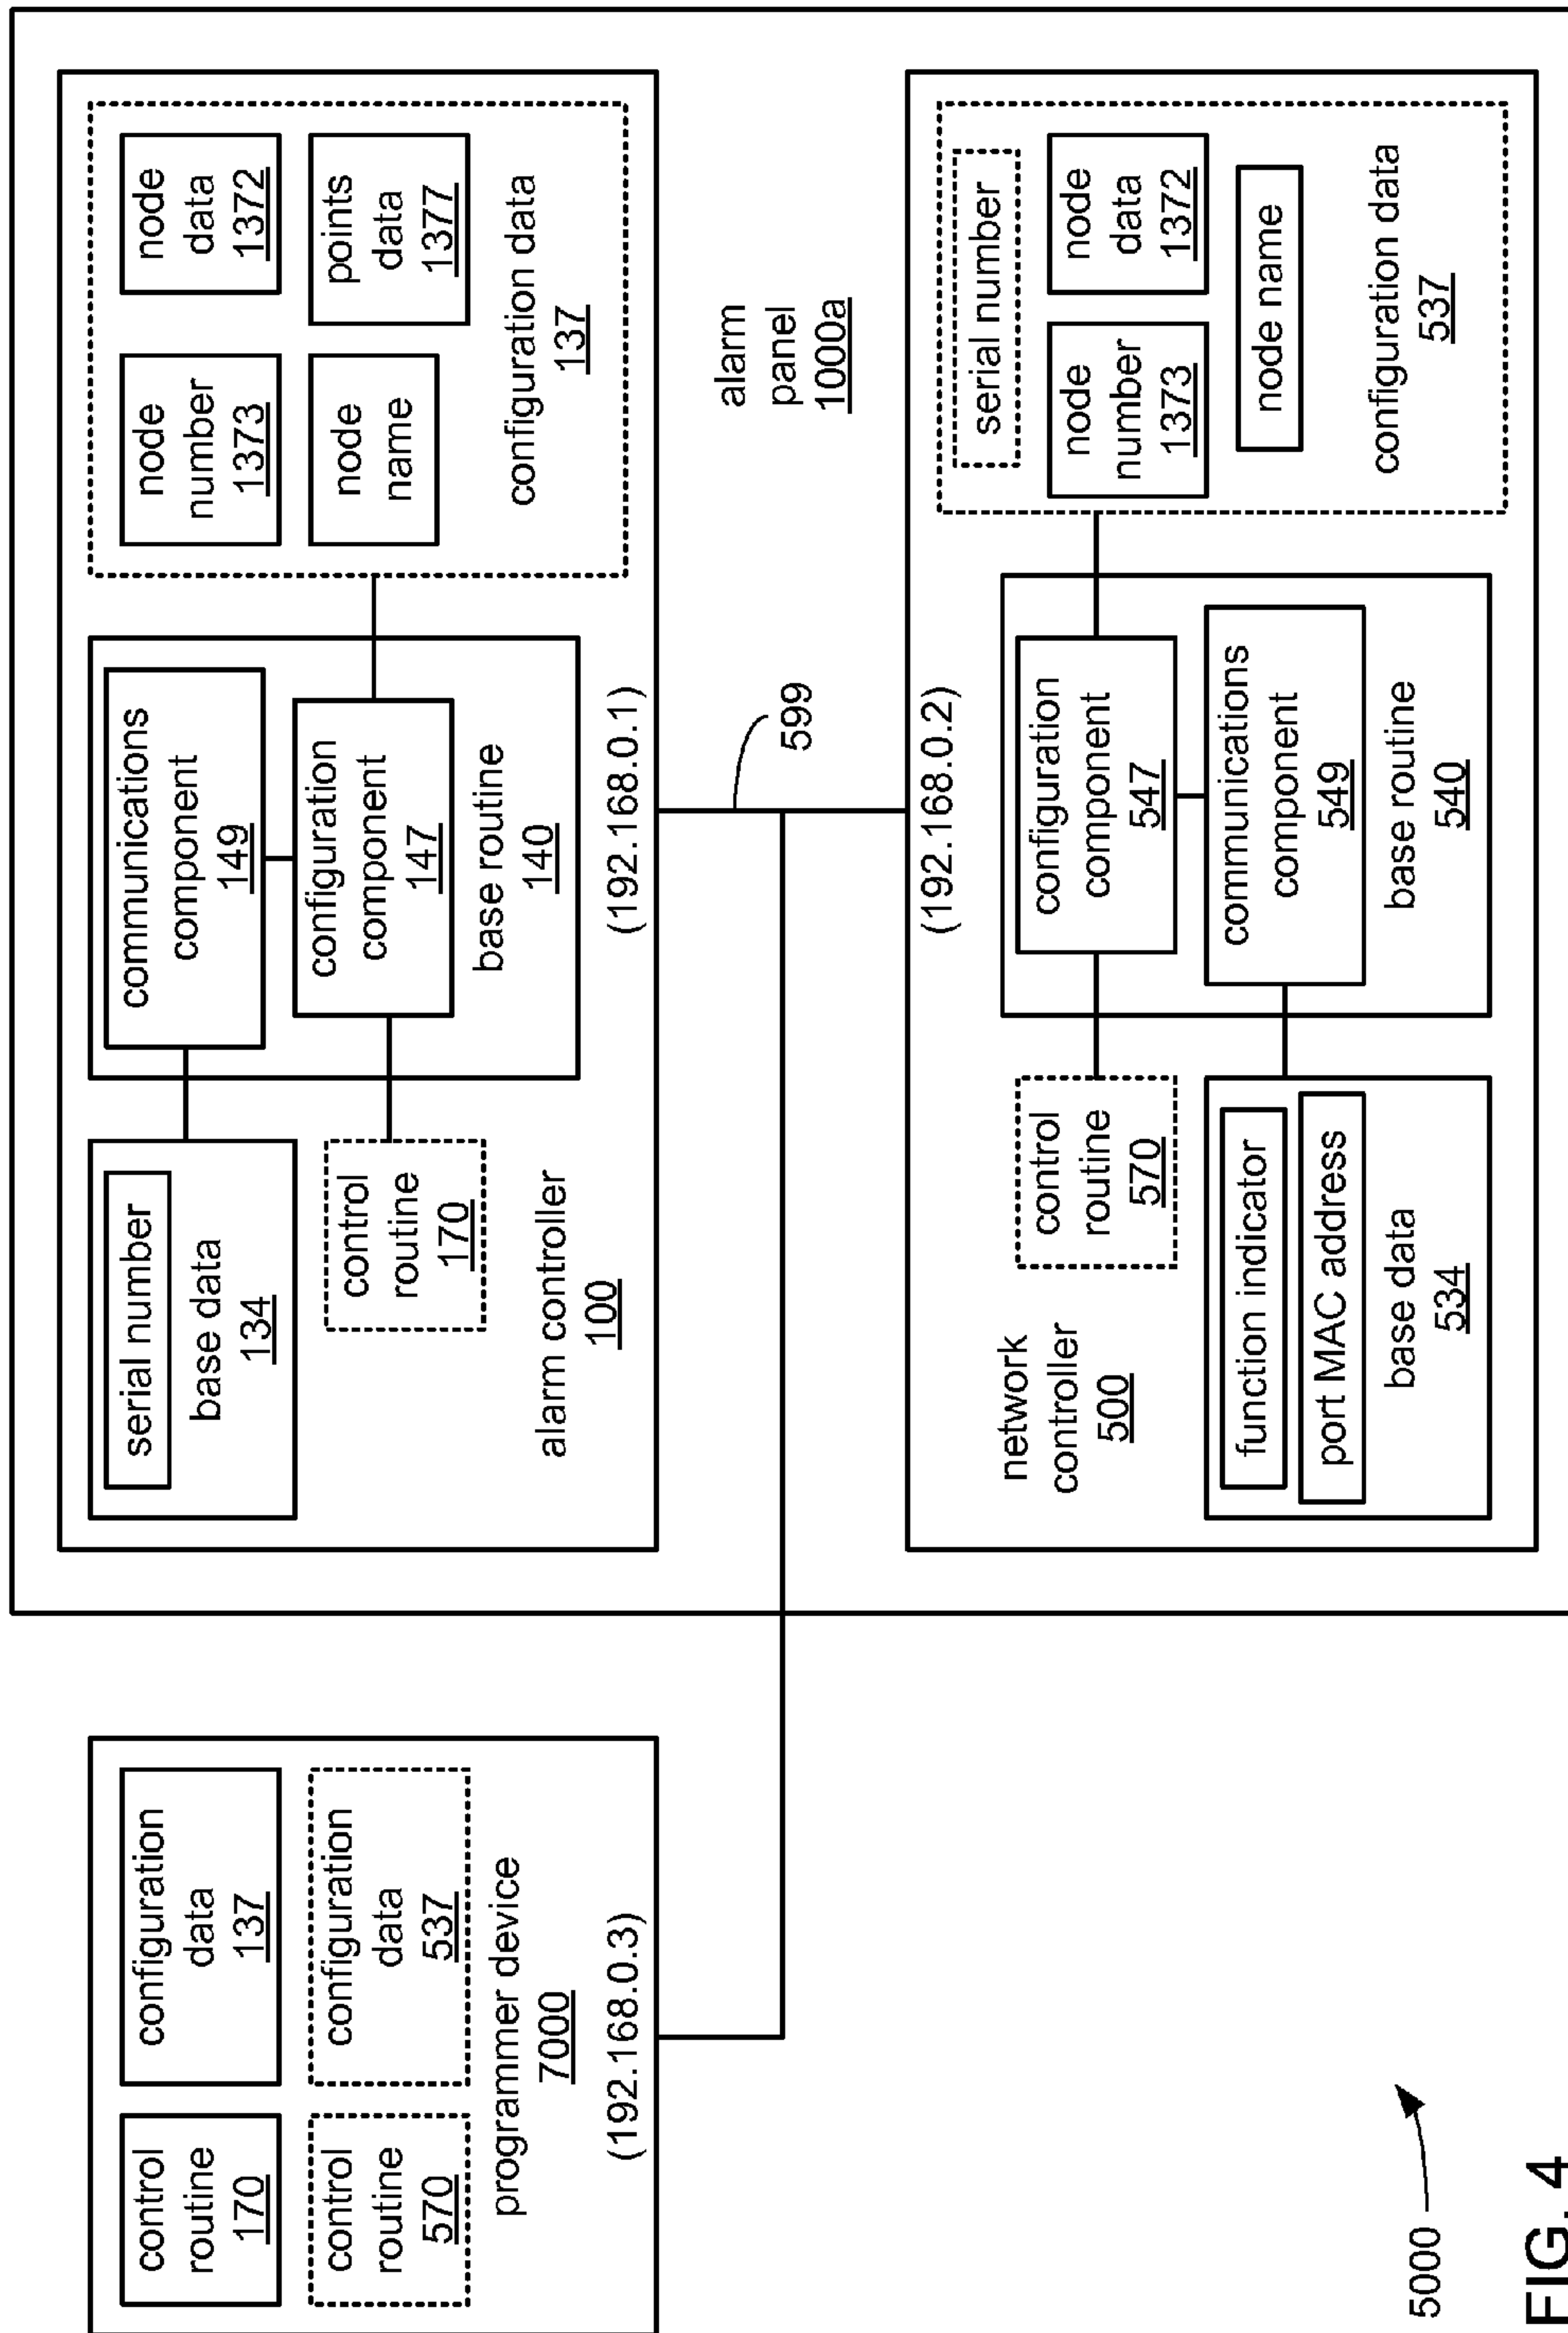 control
routine
170
configuration
data
137
control
routine
570
configuration
data
537
programmer device
7000
(192.168.0.3)
serial number
base data
134
control
routine
170
alarm controller
100
communications
component
149
configuration
component
147
base routine
140
(192.168.0.1)
node
number
1373
node
data
1372
node
name
points
data
1377
configuration data
137
599
alarm
panel
1000a
(192.168.0.2)
network
controller
500
control
routine
570
function indicator
port MAC address
base data
534
configuration
component
547
communications
component
549
base routine
540
serial number
node
number
1373
node
data
1372
node name
configuration data
537
5000
FIG. 4